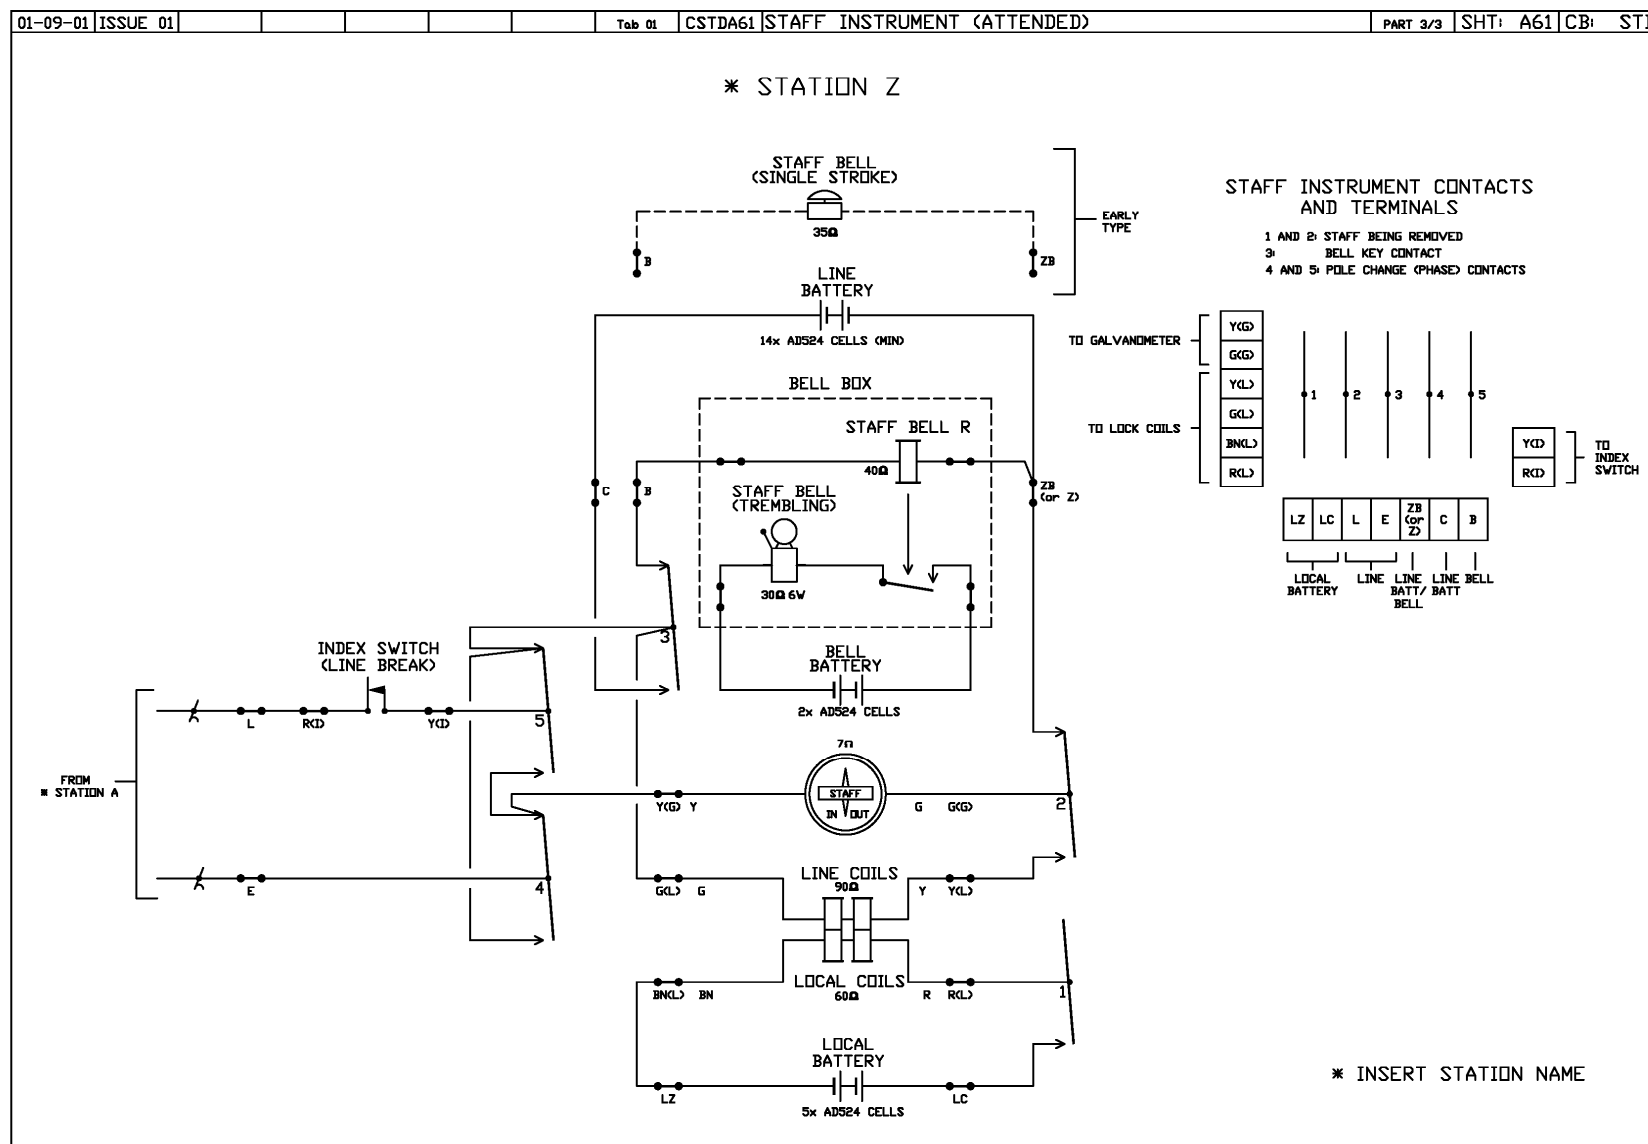 01-09-01 ISSUE 01 Tab 01 CSTDA61 STAFF INSTRUMENT (ATTENDED) PART 3/3 SHT: A61 CB:
* STATION Z
STAFF BELL
(SINGLE STROKE)
35Ω
B
ZB
EARLY
TYPE
LINE
BATTERY
14x AD524 CELLS (MIN)
BELL BOX
STAFF BELL R
40Ω
C
B
ZB
(or Z)
STAFF BELL
(TREMBLING)
30Ω 6W
3
BELL
BATTERY
2x AD524 CELLS
INDEX SWITCH
(LINE BREAK)
L
R(I)
Y(I)
5
FROM
* STATION A
7Ω
STAFF
IN OUT
Y(G) Y
G G(G)
2
E
4
LINE COILS
90Ω
G(L) G
Y Y(L)
LOCAL COILS
60Ω
BN(L) BN
R R(L)
1
LOCAL
BATTERY
LZ
LC
5x AD524 CELLS
STAFF INSTRUMENT CONTACTS
AND TERMINALS
1 AND 2: STAFF BEING REMOVED
3: BELL KEY CONTACT
4 AND 5: POLE CHANGE (PHASE) CONTACTS
TO GALVANOMETER
Y(G)
G(G)
TO LOCK COILS
Y(L)
G(L)
BN(L)
R(L)
1 2 3 4 5
Y(I)
R(I)
TO
INDEX
SWITCH
LZ LC L E ZB (or Z) C B
LOCAL
BATTERY
LINE
LINE
BATT/
BELL
LINE
BATT
BELL
* INSERT STATION NAME